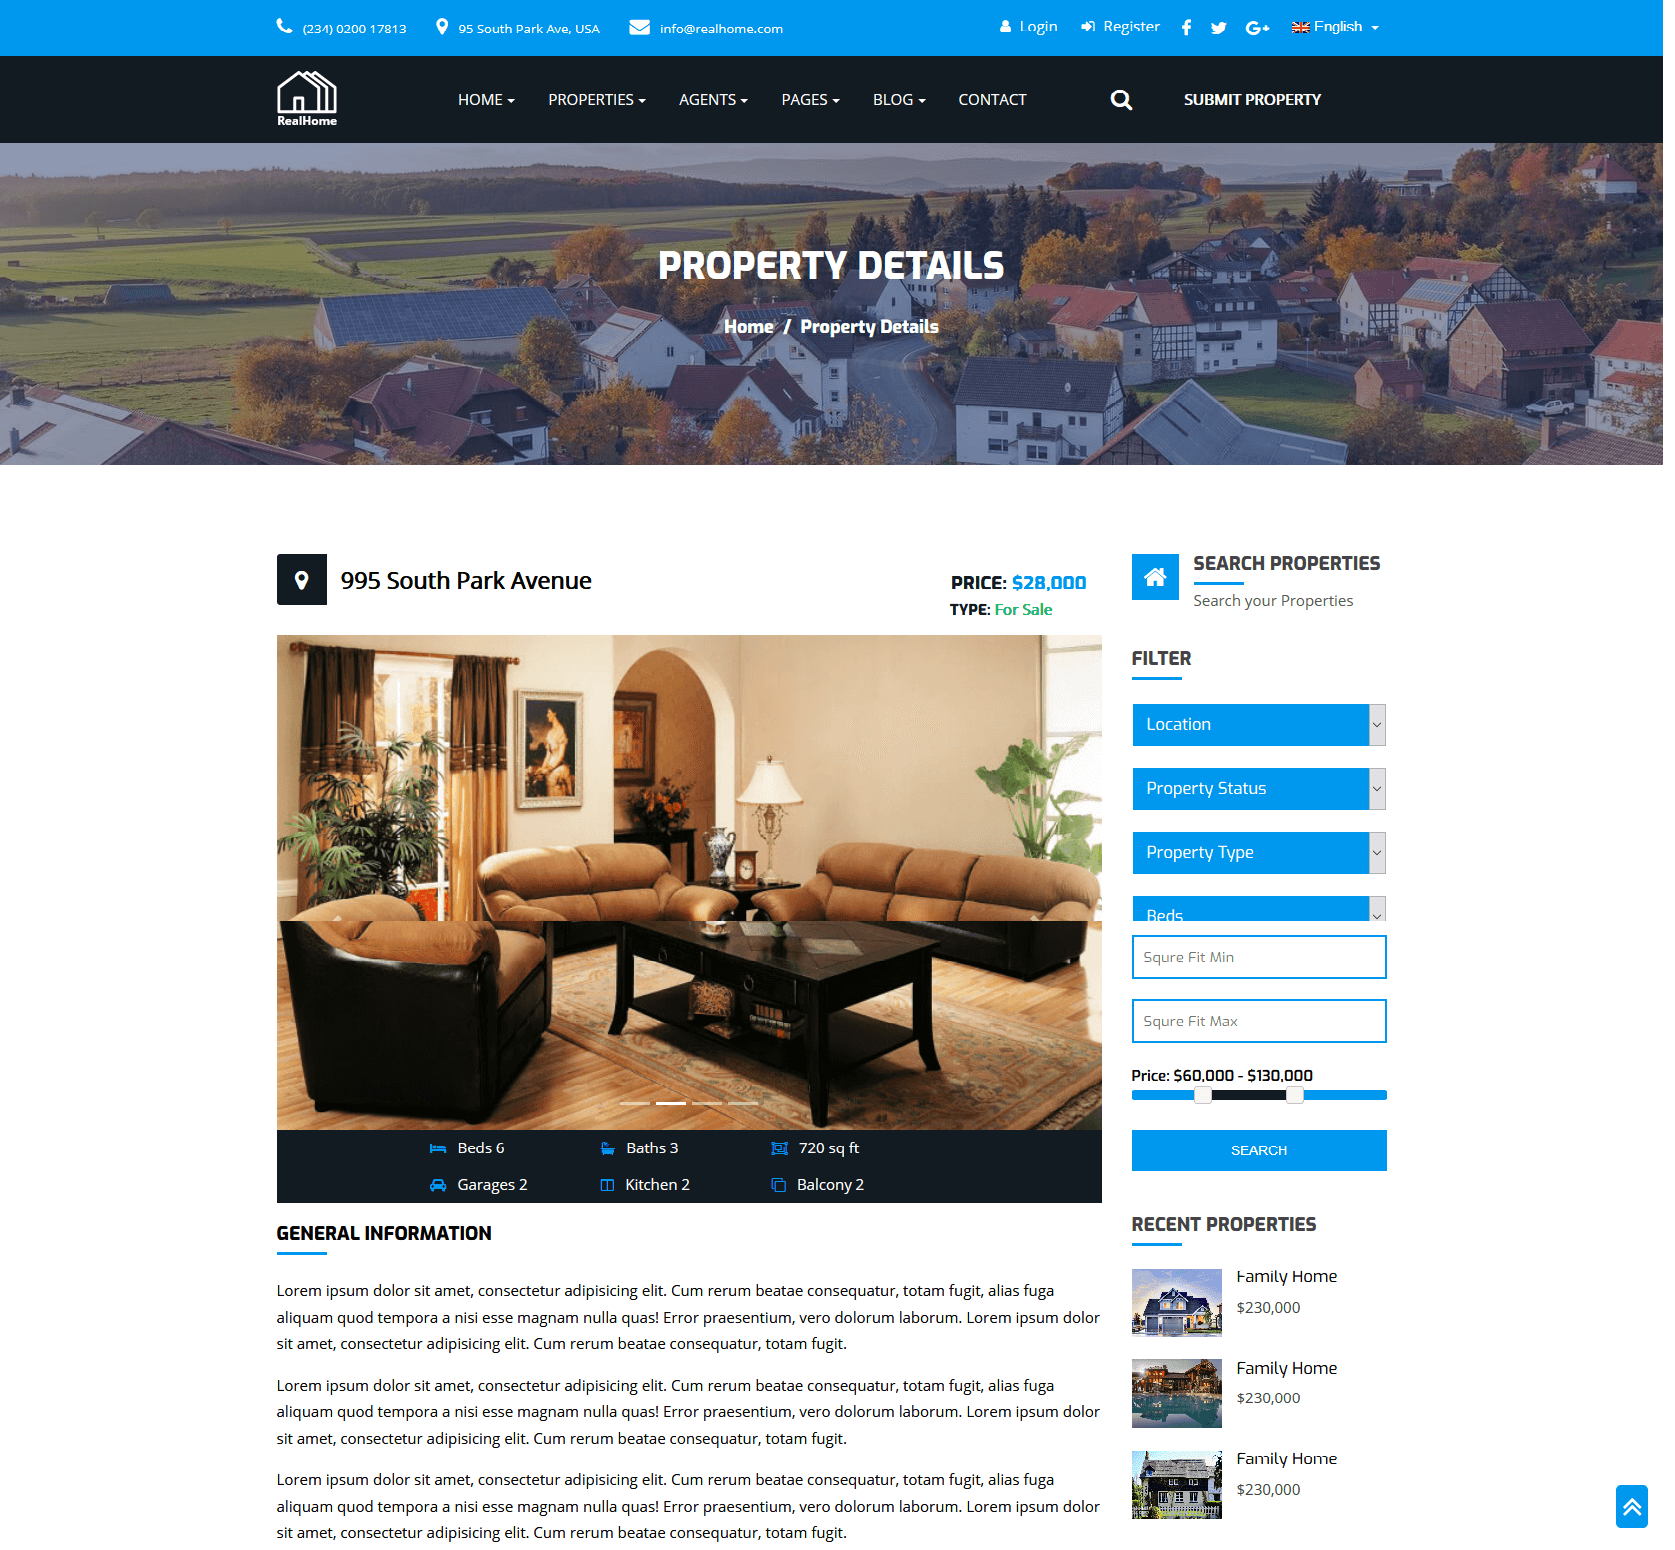 (234) 0200 17813
95 South Park Ave, USA
info@realhome.com
Login
Register
English
RealHome
HOME
PROPERTIES
AGENTS
PAGES
BLOG
CONTACT
SUBMIT PROPERTY
PROPERTY DETAILS
Home / Property Details
995 South Park Avenue
PRICE: $28,000
TYPE: For Sale
Beds 6
Baths 3
720 sq ft
Garages 2
Kitchen 2
Balcony 2
GENERAL INFORMATION
Lorem ipsum dolor sit amet, consectetur adipisicing elit. Cum rerum beatae consequatur, totam fugit, alias fuga
aliquam quod tempora a nisi esse magnam nulla quas! Error praesentium, vero dolorum laborum. Lorem ipsum dolor
sit amet, consectetur adipisicing elit. Cum rerum beatae consequatur, totam fugit.
Lorem ipsum dolor sit amet, consectetur adipisicing elit. Cum rerum beatae consequatur, totam fugit, alias fuga
aliquam quod tempora a nisi esse magnam nulla quas! Error praesentium, vero dolorum laborum. Lorem ipsum dolor
sit amet, consectetur adipisicing elit. Cum rerum beatae consequatur, totam fugit.
Lorem ipsum dolor sit amet, consectetur adipisicing elit. Cum rerum beatae consequatur, totam fugit, alias fuga
aliquam quod tempora a nisi esse magnam nulla quas! Error praesentium, vero dolorum laborum. Lorem ipsum dolor
sit amet, consectetur adipisicing elit. Cum rerum beatae consequatur, totam fugit.
SEARCH PROPERTIES
Search your Properties
FILTER
Location
Property Status
Property Type
Beds
Squre Fit Min
Squre Fit Max
Price: $60,000 - $130,000
SEARCH
RECENT PROPERTIES
Family Home
$230,000
Family Home
$230,000
Family Home
$230,000